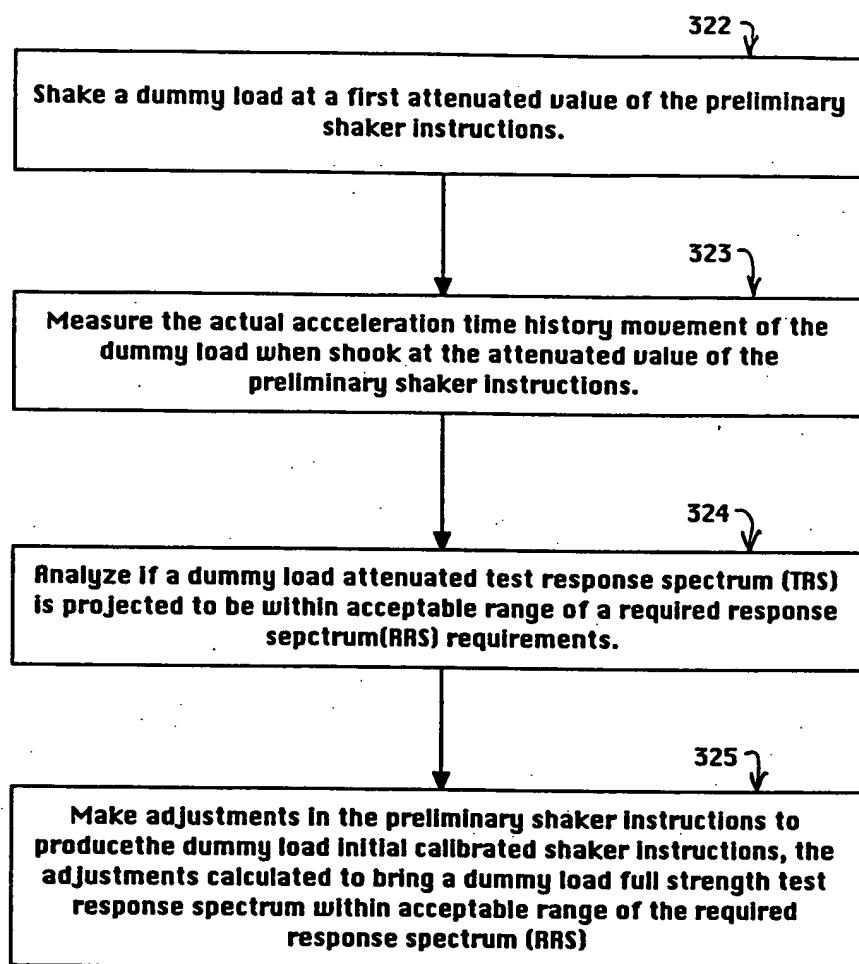 322
Shake a dummy load at a first attenuated value of the preliminary
shaker instructions.
323
Measure the actual accceleration time history movement of the
dummy load when shook at the attenuated value of the
preliminary shaker instructions.
324
Analyze if a dummy load attenuated test response spectrum (TRS)
is projected to be within acceptable range of a required response
sepctrum(RRS) requirements.
325
Make adjustments in the preliminary shaker instructions to
producethe dummy load initial calibrated shaker instructions, the
adjustments calculated to bring a dummy load full strength test
response spectrum within acceptable range of the required
response spectrum (RRS)